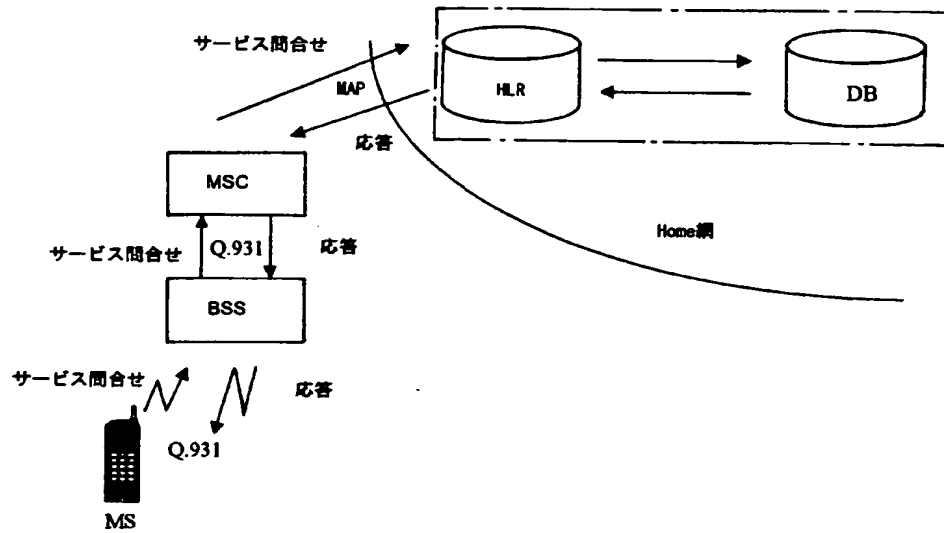 サービス問合せ
MAP
HLR
DB
応答
MSC
サービス問合せ
Q.931
応答
Home網
BSS
サービス問合せ
応答
Q.931
MS